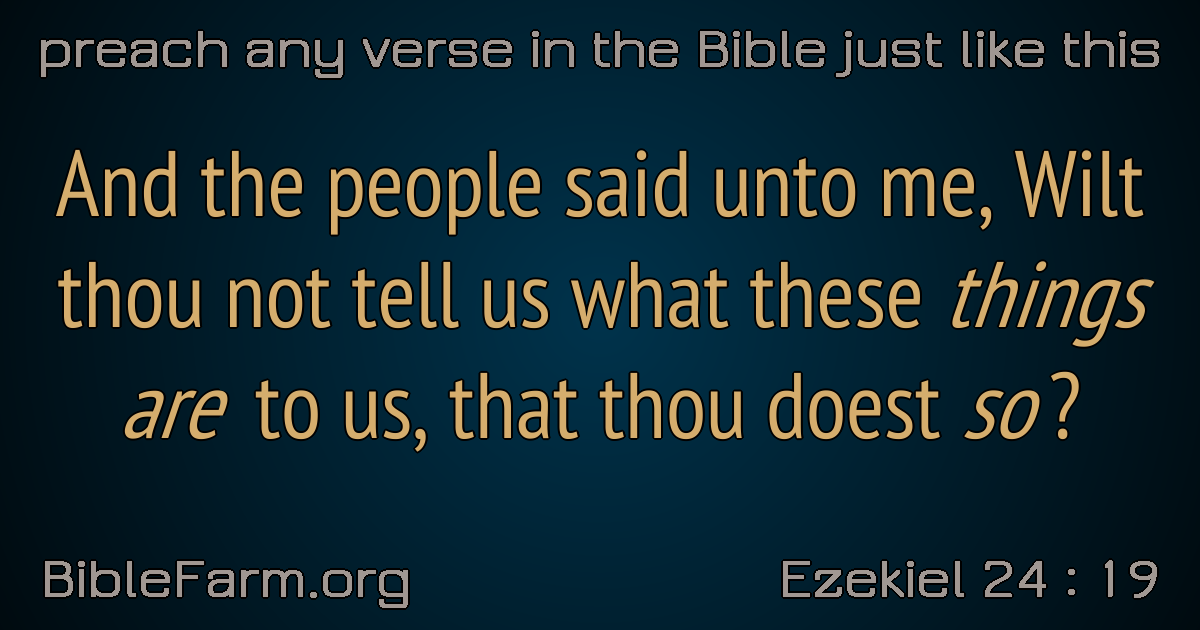 preach any verse in the Bible just like this
And the people said unto me, Wilt
thou not tell us what these things
are to us, that thou doest so?
BibleFarm.org
Ezekiel 24 : 19